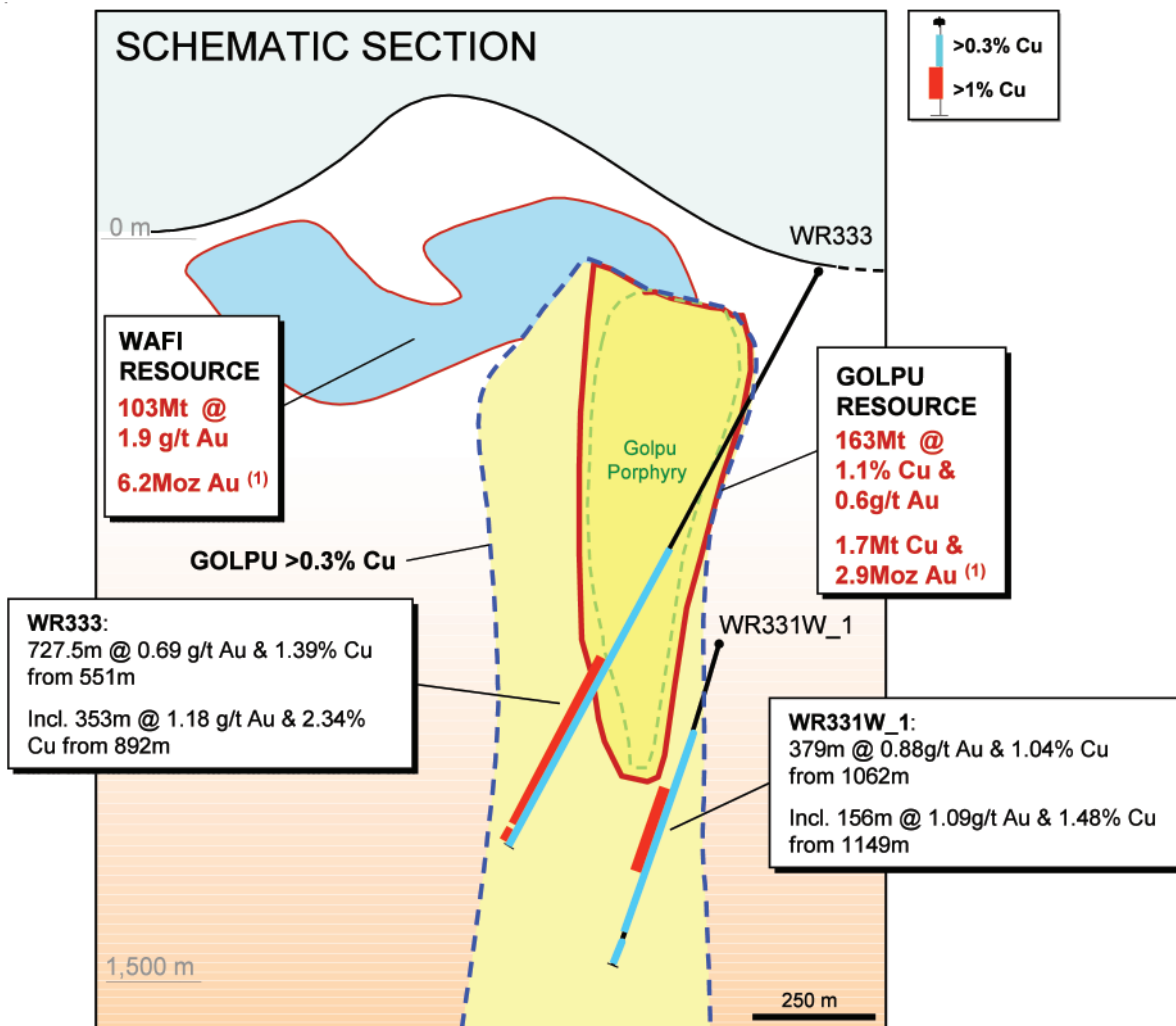 SCHEMATIC SECTION
>0.3% Cu
>1% Cu
0 m
WR333
WAFI
RESOURCE
103Mt @
1.9 g/t Au
6.2Moz Au (1)
GOLPU
RESOURCE
163Mt @
1.1% Cu &
0.6g/t Au
1.7Mt Cu &
2.9Moz Au (1)
Golpu
Porphyry
GOLPU >0.3% Cu
WR333:
727.5m @ 0.69 g/t Au & 1.39% Cu
from 551m
Incl. 353m @ 1.18 g/t Au & 2.34%
Cu from 892m
WR331W_1
WR331W_1:
379m @ 0.88g/t Au & 1.04% Cu
from 1062m
Incl. 156m @ 1.09g/t Au & 1.48% Cu
from 1149m
1,500 m
250 m